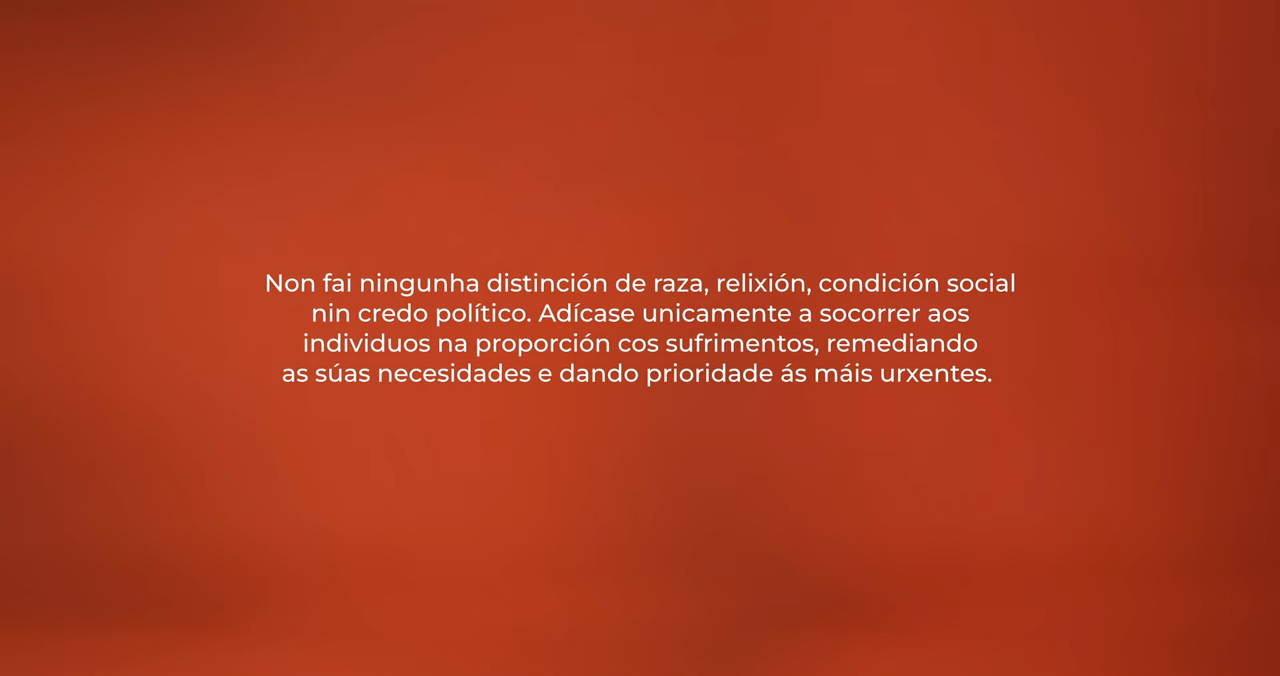 Non fai ningunha distinción de raza, relixión, condición social
nin credo político. Adícase unicamente a socorrer aos
individuos na proporción cos sufrimentos, remediando
as súas necesidades e dando prioridade ás máis urxentes.